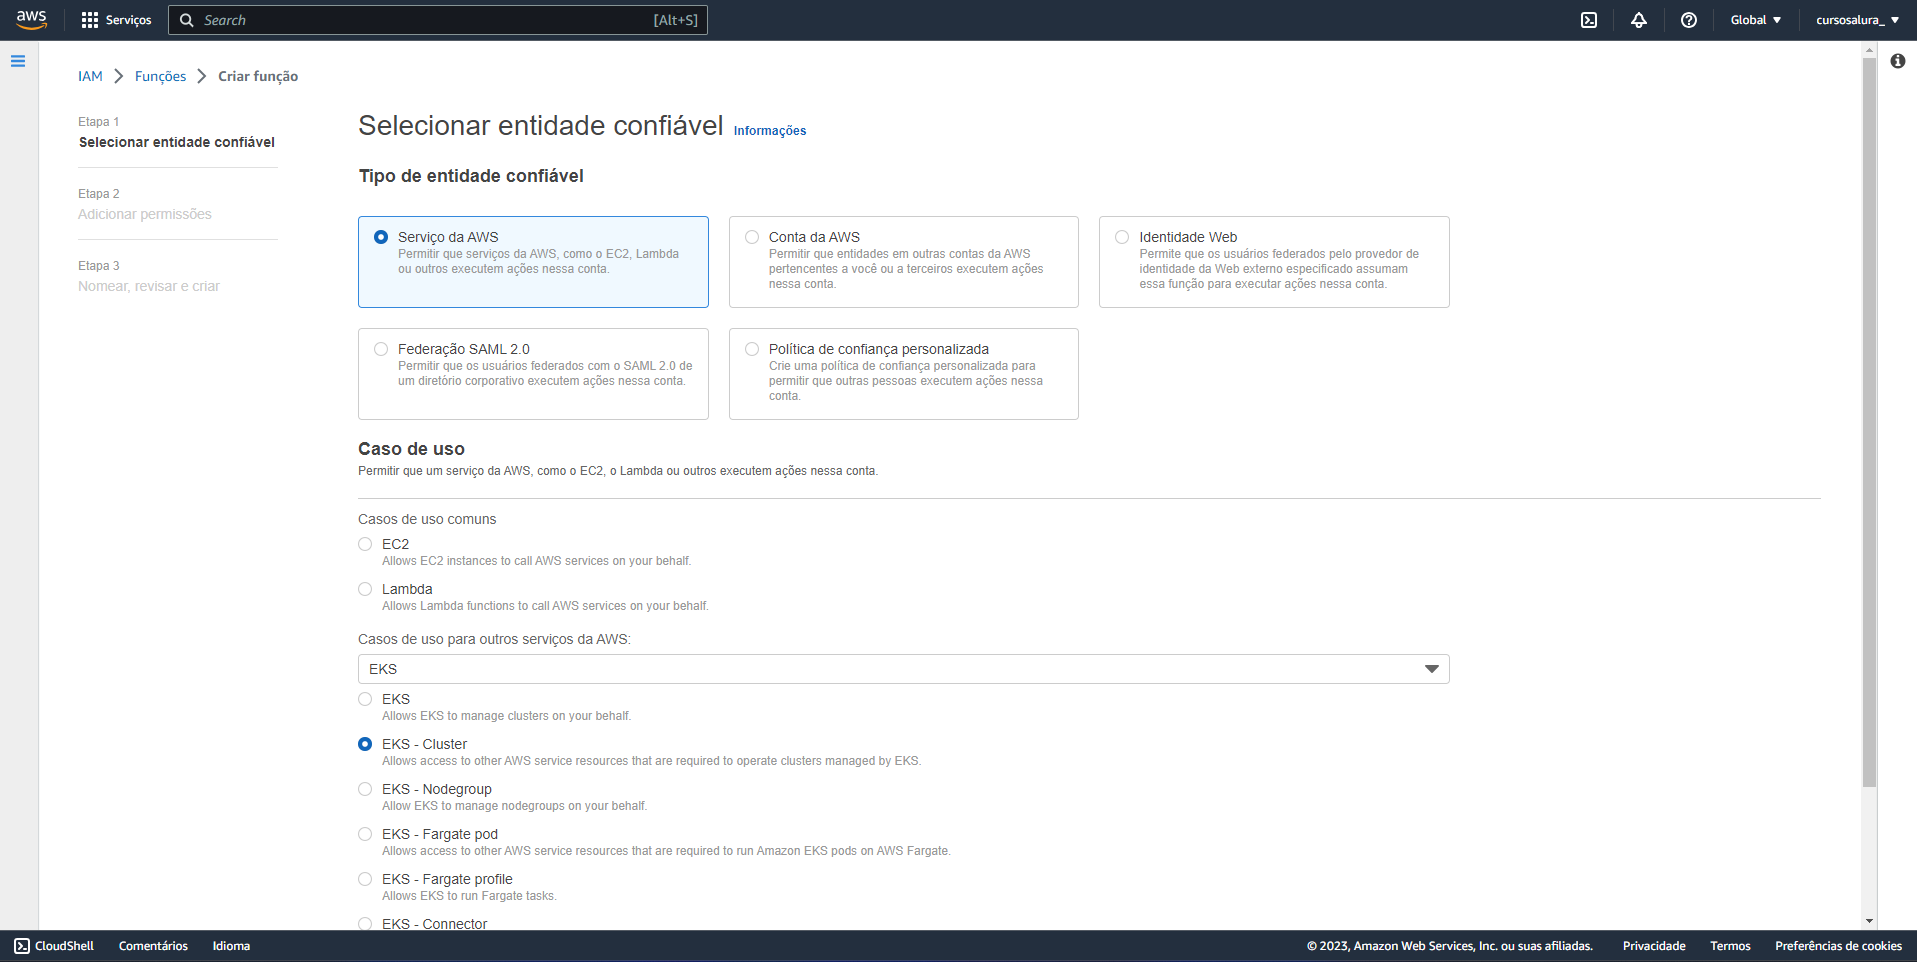 aws
Serviços
Search
[Alt+S]
Global
cursosalura_
IAM
Funções
Criar função
Etapa 1
Selecionar entidade confiável
Etapa 2
Adicionar permissões
Etapa 3
Nomear, revisar e criar
Selecionar entidade confiável Informações
Tipo de entidade confiável
Serviço da AWS
Permitir que serviços da AWS, como o EC2, Lambda
ou outros executem ações nessa conta.
Conta da AWS
Permitir que entidades em outras contas da AWS
pertencentes a você ou a terceiros executem ações
nessa conta.
Identidade Web
Permite que os usuários federados pelo provedor de
identidade da Web externo especificado assumam
essa função para executar ações nessa conta.
Federação SAML 2.0
Permitir que os usuários federados com o SAML 2.0 de
um diretório corporativo executem ações nessa conta.
Política de confiança personalizada
Crie uma política de confiança personalizada para
permitir que outras pessoas executem ações nessa
conta.
Caso de uso
Permitir que um serviço da AWS, como o EC2, o Lambda ou outros executem ações nessa conta.
Casos de uso comuns
EC2
Allows EC2 instances to call AWS services on your behalf.
Lambda
Allows Lambda functions to call AWS services on your behalf.
Casos de uso para outros serviços da AWS:
EKS
EKS
Allows EKS to manage clusters on your behalf.
EKS - Cluster
Allows access to other AWS service resources that are required to operate clusters managed by EKS.
EKS - Nodegroup
Allow EKS to manage nodegroups on your behalf.
EKS - Fargate pod
Allows access to other AWS service resources that are required to run Amazon EKS pods on AWS Fargate.
EKS - Fargate profile
Allows EKS to run Fargate tasks.
EKS - Connector
CloudShell
Comentários
Idioma
© 2023, Amazon Web Services, Inc. ou suas afiliadas.
Privacidade
Termos
Preferências de cookies